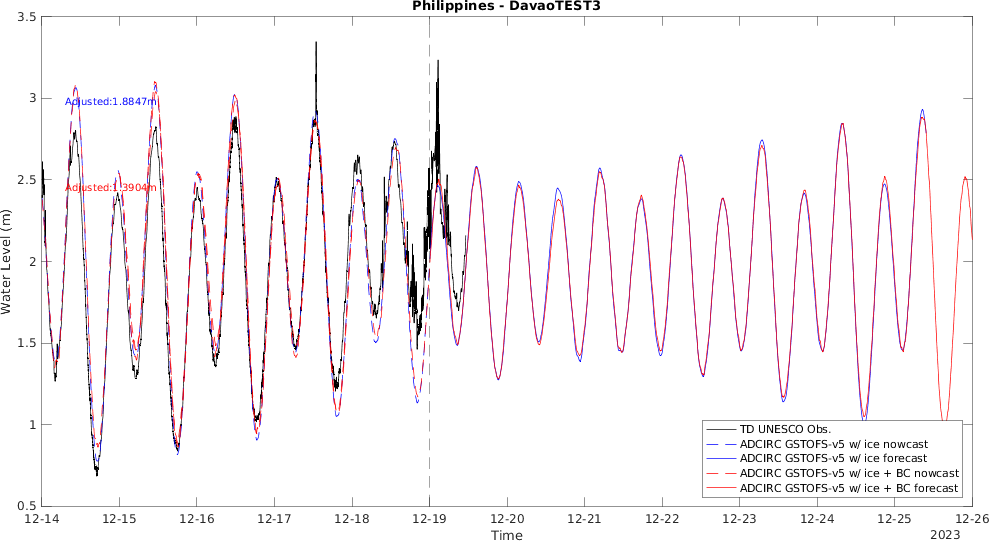 Philippines - DavaoTEST3
3.5
3
2.5
2
1.5
1
0.5
Water Level (m)
Adjusted:1.8847m
Adjusted:1.3904m
TD UNESCO Obs.
ADCIRC GSTOFS-v5 w/ ice nowcast
ADCIRC GSTOFS-v5 w/ ice forecast
ADCIRC GSTOFS-v5 w/ ice + BC nowcast
ADCIRC GSTOFS-v5 w/ ice + BC forecast
12-14 12-15 12-16 12-17 12-18 12-19 12-20 12-21 12-22 12-23 12-24 12-25 12-26
Time
2023